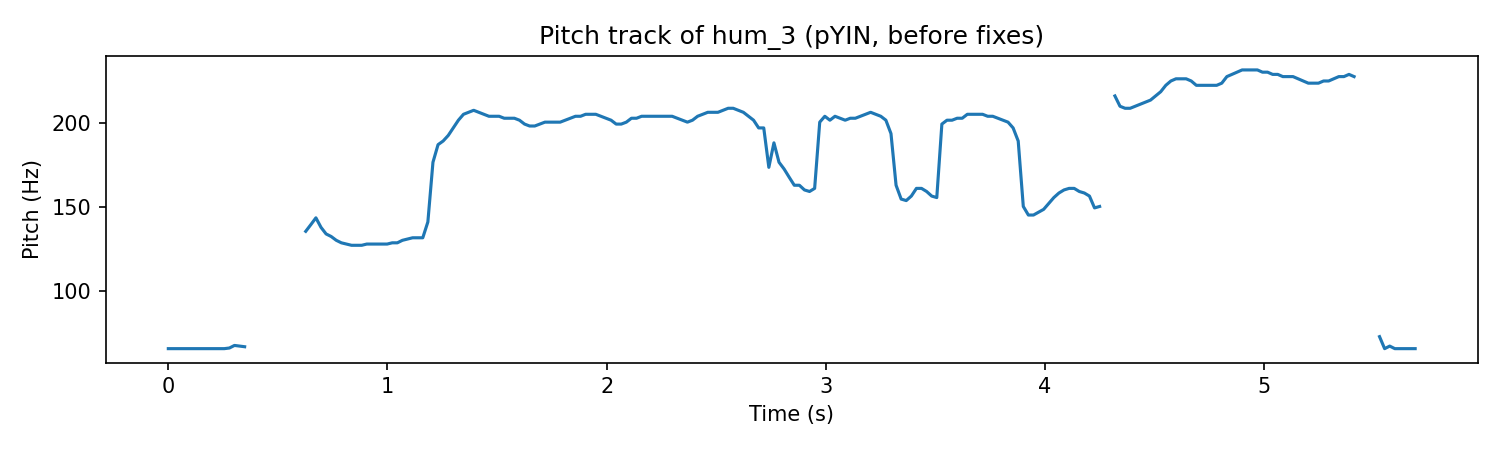 Pitch track of hum_3 (pYIN, before fixes)
Pitch (Hz)
200
150
100
0 1 2 3 4 5
Time (s)